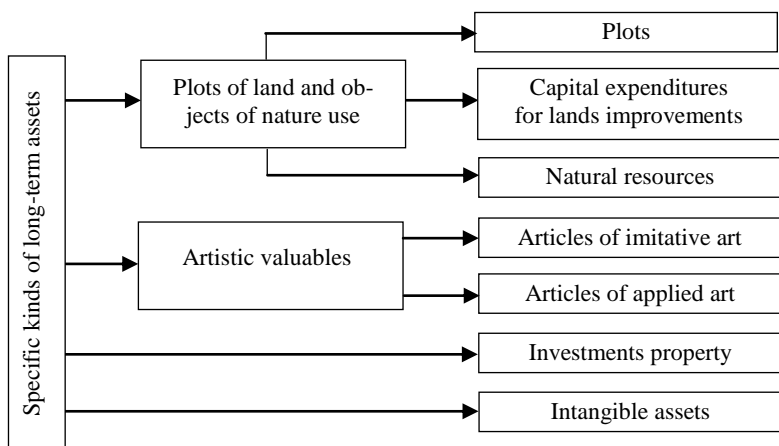 Specific kinds of long-term assets
Plots of land and ob-
jects of nature use
Plots
Capital expenditures
for lands improvements
Natural resources
Artistic valuables
Articles of imitative art
Articles of applied art
Investments property
Intangible assets